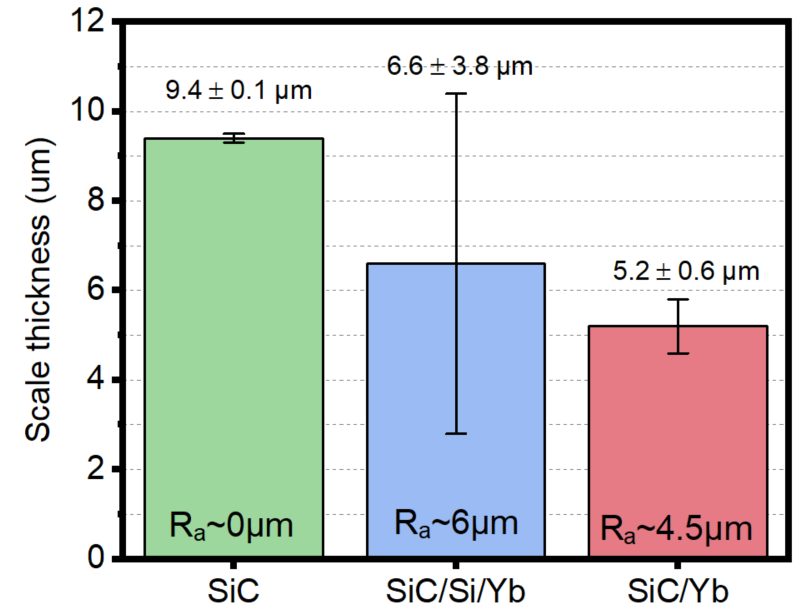 12
10
8
6
4
2
0
Scale thickness (um)
9.4 ± 0.1 µm
6.6 ± 3.8 µm
5.2 ± 0.6 µm
Rₐ~0µm
Rₐ~6µm
Rₐ~4.5µm
SiC
SiC/Si/Yb
SiC/Yb